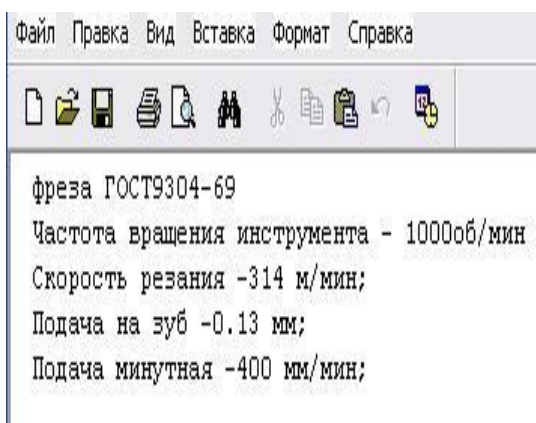 Файл Правка Вид Вставка Формат Справка
фреза ГОСТ9304-69
Частота вращения инструмента - 1000об/мин
Скорость резания -314 м/мин;
Подача на зуб -0.13 мм;
Подача минутная -400 мм/мин;